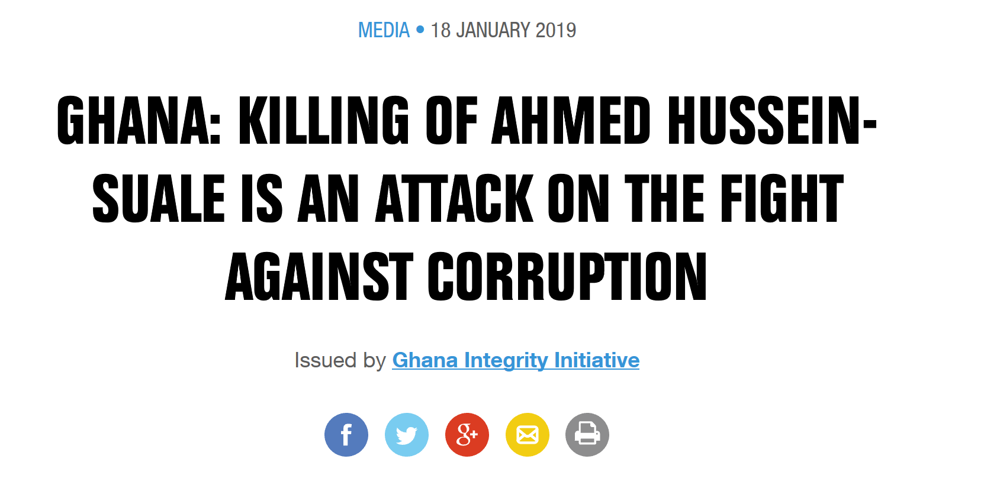 MEDIA • 18 JANUARY 2019
GHANA: KILLING OF AHMED HUSSEIN-
SUALE IS AN ATTACK ON THE FIGHT
AGAINST CORRUPTION
Issued by Ghana Integrity Initiative
f g+